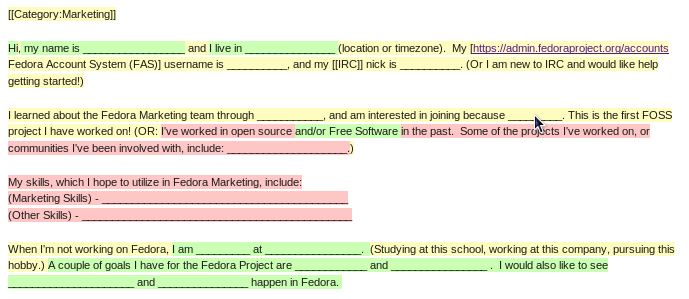 [[Category:Marketing]]
Hi, my name is __________________ and I live in ________________ (location or timezone).  My [https://admin.fedoraproject.org/accounts
Fedora Account System (FAS)] username is __________, and my [[IRC]] nick is __________. (Or I am new to IRC and would like help
getting started!)
I learned about the Fedora Marketing team through ___________, and am interested in joining because _________. This is the first FOSS
project I have worked on! (OR: I've worked in open source and/or Free Software in the past.  Some of the projects I've worked on, or
communities I've been involved with, include: ____________________.)
My skills, which I hope to utilize in Fedora Marketing, include:
(Marketing Skills) - _________________________________________
(Other Skills) - _____________________________________________
When I'm not working on Fedora, I am _________ at ________________.  (Studying at this school, working at this company, pursuing this
hobby.) A couple of goals I have for the Fedora Project are ____________ and ________________ .  I would also like to see
_____________________ and _______________ happen in Fedora.